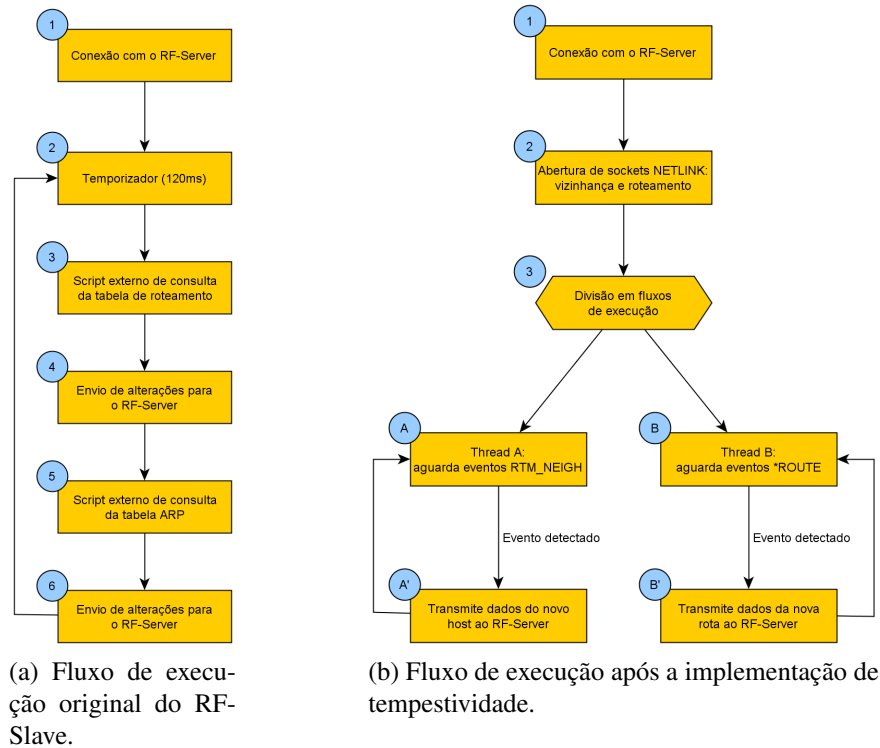 1
Conexão com o RF-Server
2
Temporizador (120ms)
3
Script externo de consulta
da tabela de roteamento
4
Envio de alterações para
o RF-Server
5
Script externo de consulta
da tabela ARP
6
Envio de alterações para
o RF-Server
(a) Fluxo de execu-
ção original do RF-
Slave.
1
Conexão com o RF-Server
2
Abertura de sockets NETLINK:
vizinhança e roteamento
3
Divisão em fluxos
de execução
A
Thread A:
aguarda eventos RTM_NEIGH
Evento detectado
A'
Transmite dados do novo
host ao RF-Server
B
Thread B:
aguarda eventos *ROUTE
Evento detectado
B'
Transmite dados da nova
rota ao RF-Server
(b) Fluxo de execução após a implementação de
tempestividade.